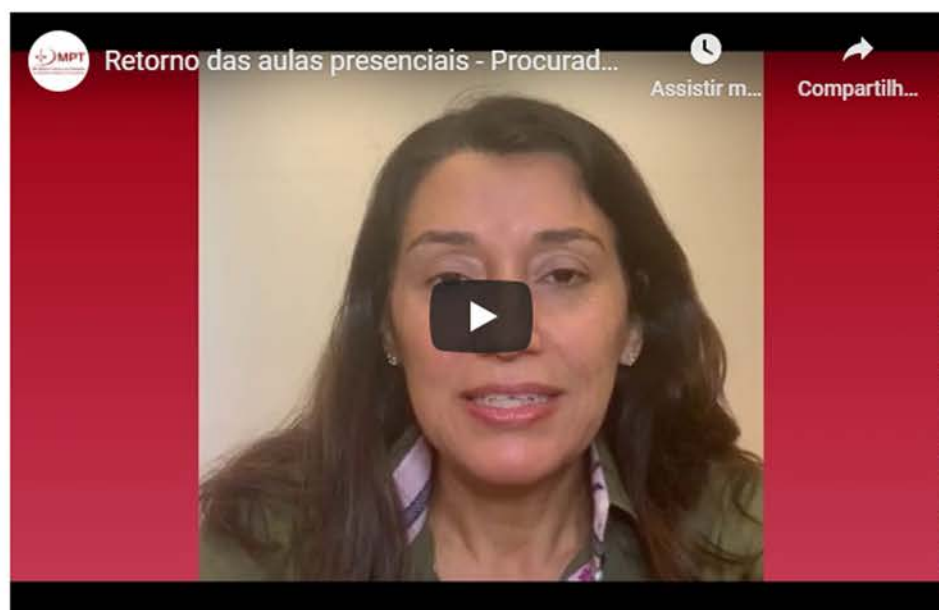 MPT
Retorno das aulas presenciais - Procurad...
Assistir m...
Compartilh...